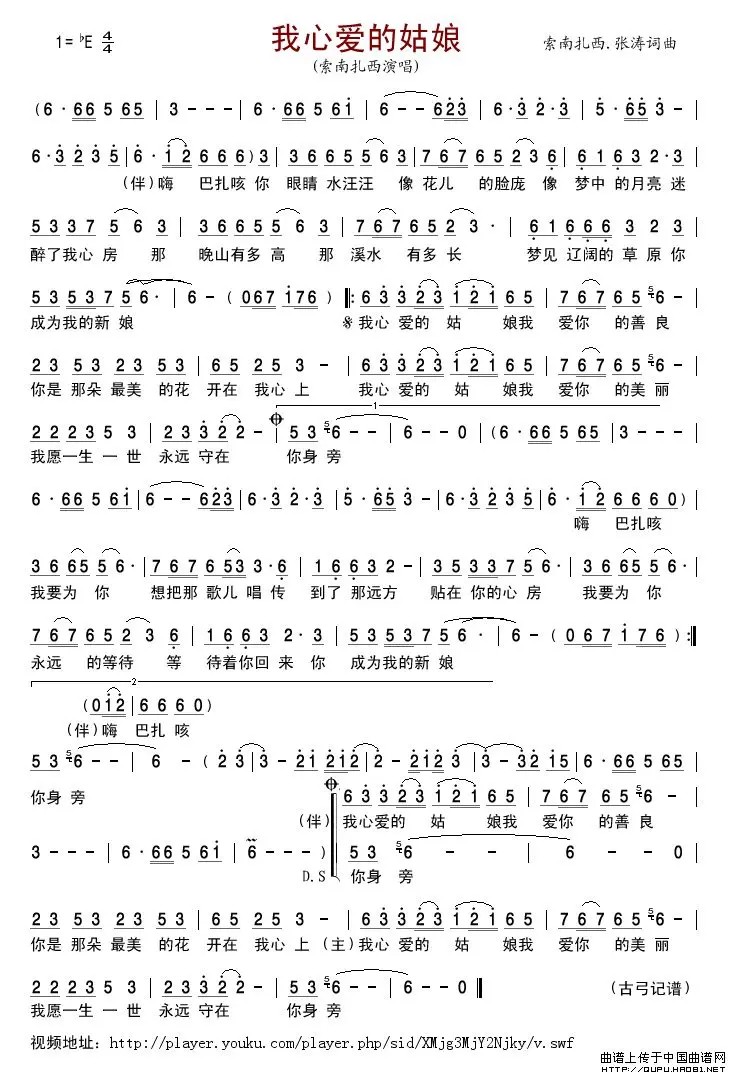 1= ♭E 4/4
我心爱的姑娘
索南扎西.张涛词曲
(索南扎西演唱)
(6·66 5 65 | 3 - - - | 6·66 5 61 | 6 - - 623 | 6·3 2·3 | 5·65 3 - |
6·3 2 3 5 | 6·12 6 6 6 )3 | 3 6 6 5 5 6 3 | 7 6 7 6 5 2 3 6 | 6 1 6 3 2·3 |
(伴)嗨 巴扎咳 你 眼睛 水汪汪 像 花儿 的脸庞 像 梦中 的月亮 迷
5 3 3 7 5 6 3 | 3 6 6 5 5 6 3 | 7 6 7 6 5 2 3· | 6 1 6 6 6 3 2 3 |
醉了我心 房 那 晚山有多 高 那 溪水 有多 长 梦见 辽阔的 草 原你
5 3 5 3 7 5 6· | 6 - ( 0 6 7 1 7 6 ) ‖: 6 3 3 2 3 1 2 1 6 5 | 7 6 7 6 5 5 6 - |
成为我的新 娘 𝄋我心 爱的 姑 娘我 爱你 的善 良
2 3 5 3 2 3 5 3 | 6 5 2 5 3 - | 6 3 3 2 3 1 2 1 6 5 | 7 6 7 6 5 5 6 - |
你是 那朵 最美 的花 开在 我心 上 我心 爱的 姑 娘我 爱你 的美 丽
1
2 2 2 3 5 3 | 2 3 3 2 2 - | 5 3 5 6 - - | 6 - - 0 | (6·66 5 65 | 3 - - - |
我愿一生 一 世 永远 守在 你身 旁
6·66 5 61 | 6 - - 623 | 6·3 2·3 | 5·65 3 - | 6·3 2 3 5 | 6·12 6 6 6 0 ) |
嗨 巴扎咳
3 6 65 5 6· | 7 6 7 6 53 3·6 | 1 6 6 3 2 - | 3 5 3 3 7 5 6· | 3 6 65 5 6· |
我要为 你 想把那 歌儿 唱 传 到了 那远方 贴在 你的心 房 我要为 你
7 6 7 6 5 2 3 6 | 1 6 6 3 2·3 | 5 3 5 3 7 5 6· | 6 - ( 0 6 7 1 7 6 ) :‖
永远 的等待 等 待着你回 来 你 成为我的新 娘
2
(0 12 | 6 6 6 0 )
(伴)嗨 巴扎 咳
5 3 5 6 - - | 6 - ( 2 3 | 3 - 2 1 2 1 2 | 2 - 2 1 2 3 | 3 - 3 2 1 5 | 6·66 5 6 6 5 |
你身 旁
6 3 3 2 3 1 2 1 6 5 | 7 6 7 6 5 5 6 - |
(伴)我心爱的 姑 娘我 爱你 的善 良
3 - - - | 6·66 5 61 | 6 - - - ) 5 3 5 6 - - | 6 - - 0 |
D.S 你身 旁
2 3 5 3 2 3 5 3 | 6 5 2 5 3 - | 6 3 3 2 3 1 2 1 6 5 | 7 6 7 6 5 5 6 - |
你是 那朵 最美 的花 开在 我心 上 (主)我心 爱的 姑 娘我 爱你 的美 丽
2 2 2 3 5 3 | 2 3 3 2 2 - | 5 3 5 6 - - | 6 - - 0 ‖ (古弓记谱)
我愿一生 一 世 永远 守在 你身 旁
视频地址：http://player.youku.com/player.php/sid/XMjg3MjY2Njky/v.swf
曲谱上传于中国曲谱网
HTTP://QUPU.HAO81.NET